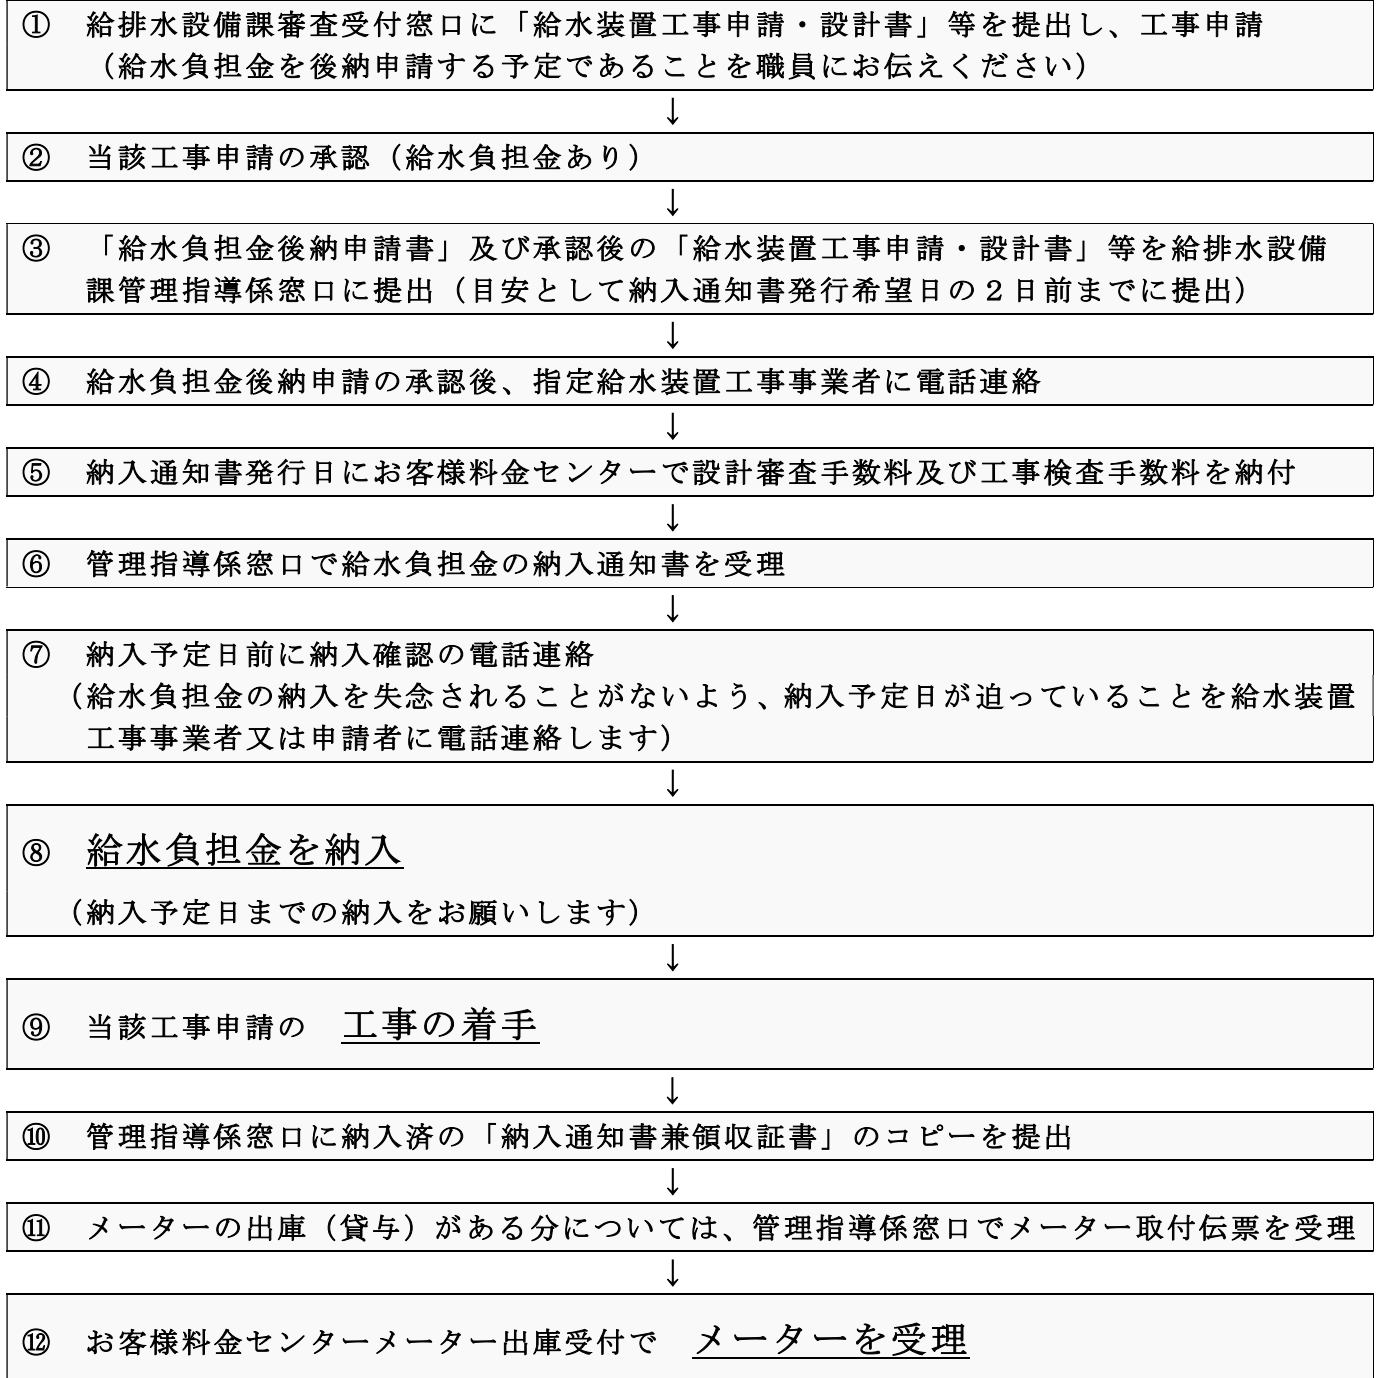 ①　給排水設備課審査受付窓口に「給水装置工事申請・設計書」等を提出し、工事申請
（給水負担金を後納申請する予定であることを職員にお伝えください）
↓
②　当該工事申請の承認（給水負担金あり）
↓
③　「給水負担金後納申請書」及び承認後の「給水装置工事申請・設計書」等を給排水設備
課管理指導係窓口に提出（目安として納入通知書発行希望日の２日前までに提出）
↓
④　給水負担金後納申請の承認後、指定給水装置工事事業者に電話連絡
↓
⑤　納入通知書発行日にお客様料金センターで設計審査手数料及び工事検査手数料を納付
↓
⑥　管理指導係窓口で給水負担金の納入通知書を受理
↓
⑦　納入予定日前に納入確認の電話連絡
（給水負担金の納入を失念されることがないよう、納入予定日が迫っていることを給水装置
工事事業者又は申請者に電話連絡します）
↓
⑧　給水負担金を納入
（納入予定日までの納入をお願いします）
↓
⑨　当該工事申請の　工事の着手
↓
⑩　管理指導係窓口に納入済の「納入通知書兼領収証書」のコピーを提出
↓
⑪　メーターの出庫（貸与）がある分については、管理指導係窓口でメーター取付伝票を受理
↓
⑫　お客様料金センターメーター出庫受付で　メーターを受理